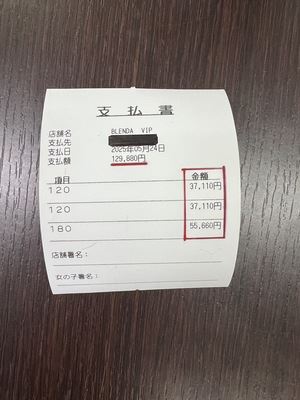 支払書
店舗名 BLENDA VIP
支払先
支払日 2025年05月24日
支払額 129,880円
項目 金額
120 37,110円
120 37,110円
180 55,660円
店舗署名:
女の子署名: